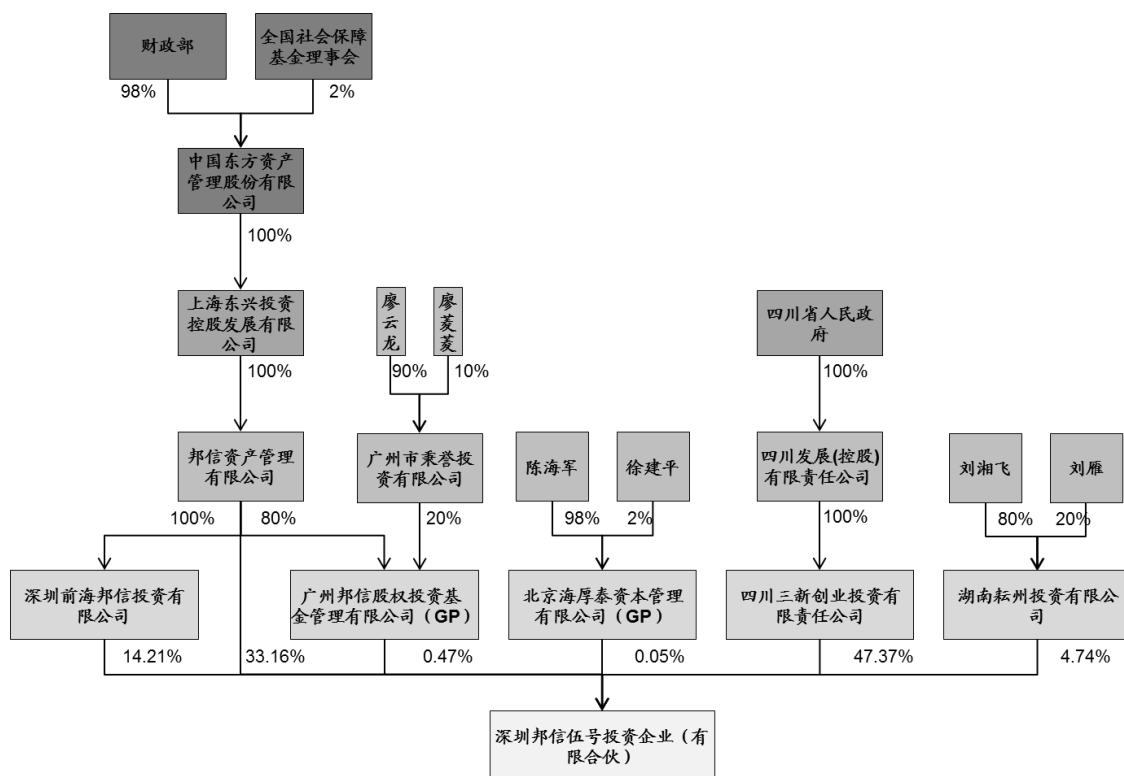 财政部
全国社会保障
基金理事会
98%
2%
中国东方资产
管理股份有限
公司
100%
上海东兴投资
控股发展有限
公司
廖云龙
廖菱菱
四川省人民政
府
100%
90%
10%
100%
邦信资产管理
有限公司
广州市秉誉投
资有限公司
陈海军
徐建平
四川发展(控股)
有限责任公司
刘湘飞
刘雁
100%
80%
20%
98%
2%
100%
80%
20%
深圳前海邦信投资有
限公司
广州邦信股权投资基
金管理有限公司（GP）
北京海厚泰资本管理
有限公司（GP）
四川三新创业投资有
限责任公司
湖南耘州投资有限公
司
14.21%
33.16%
0.47%
0.05%
47.37%
4.74%
深圳邦信伍号投资企业（有
限合伙）